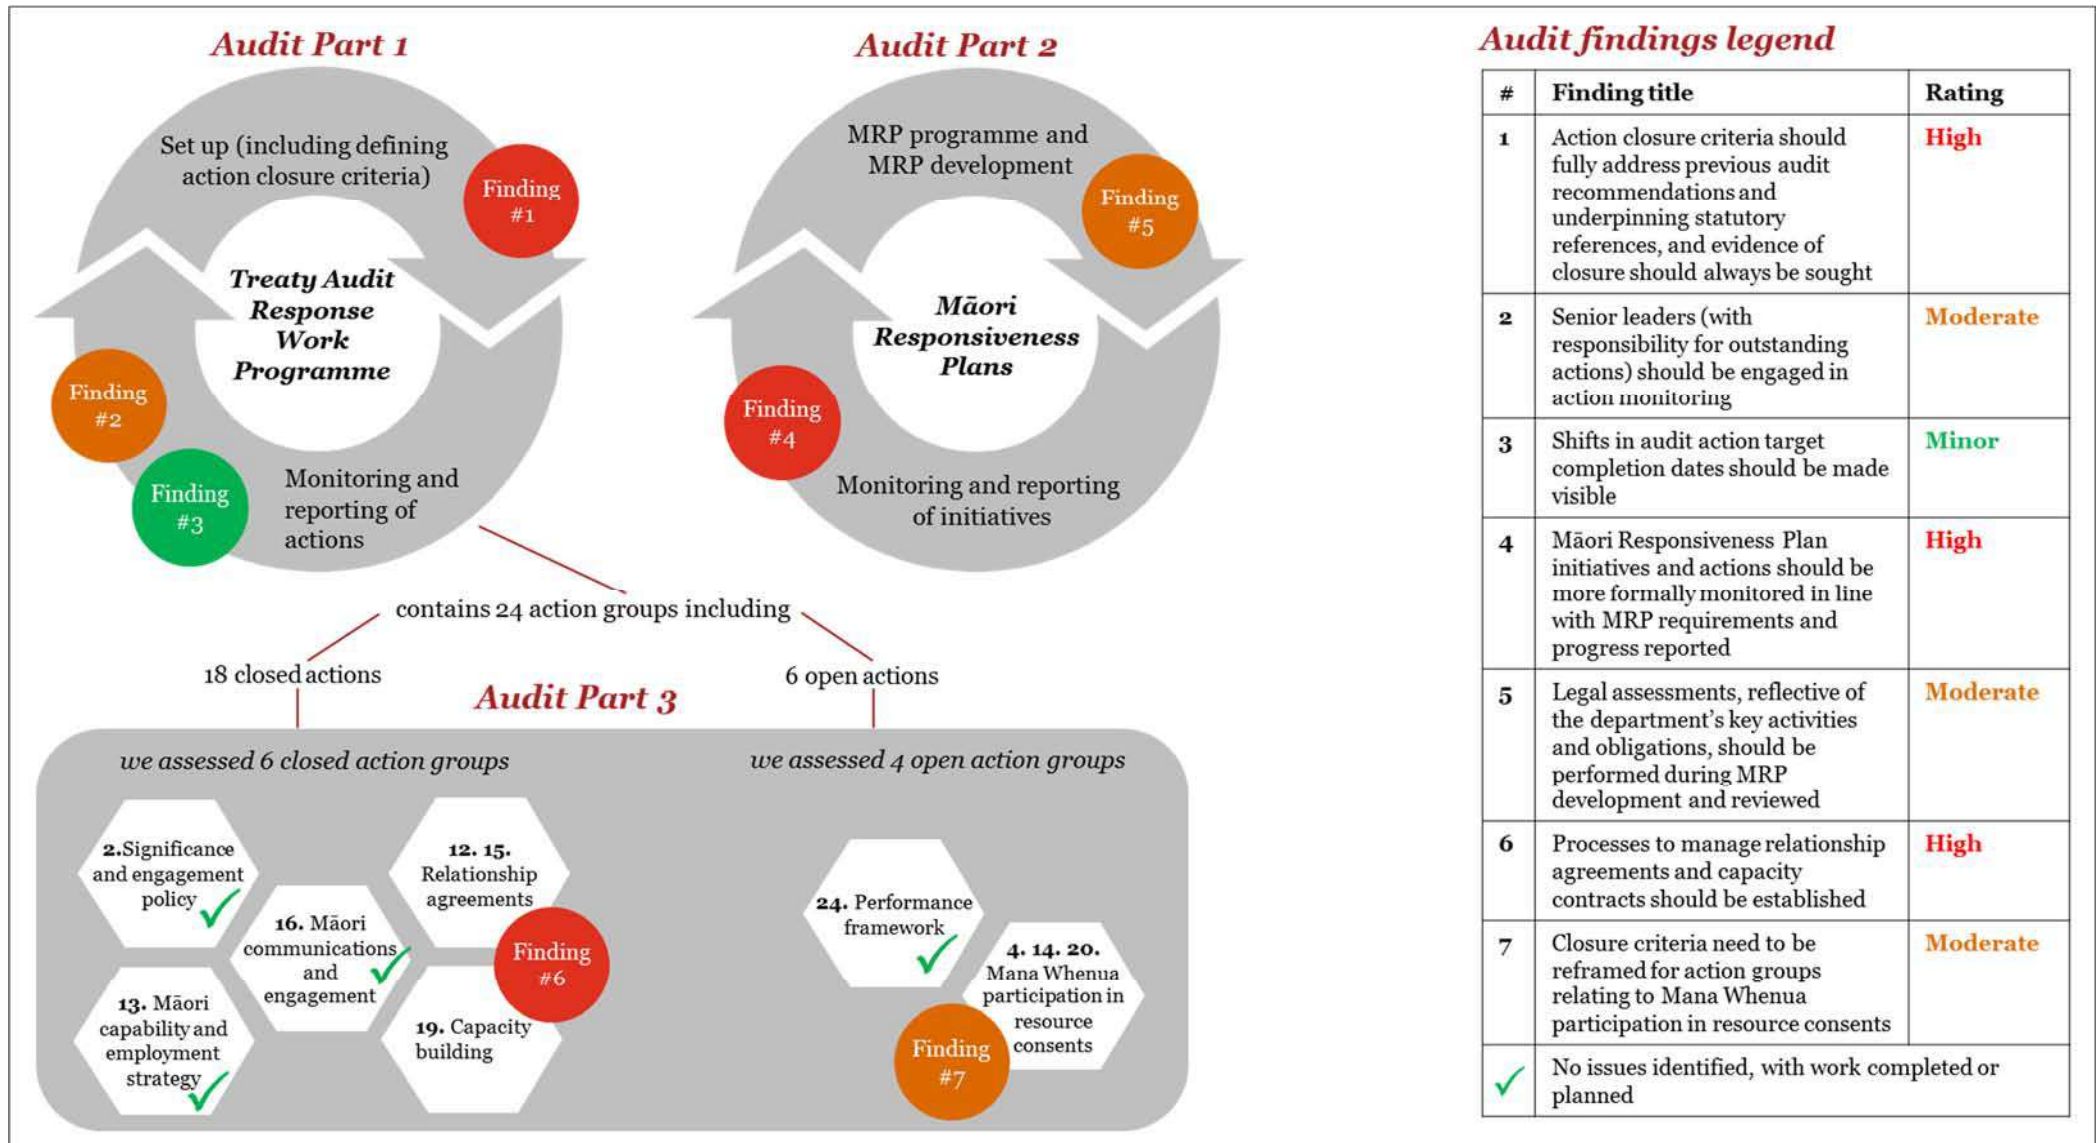 Audit Part 1
Set up (including defining
action closure criteria)
Finding
#1
Treaty Audit
Response
Work
Programme
Finding
#2
Finding
#3
Monitoring and
reporting of
actions
Audit Part 2
MRP programme and
MRP development
Finding
#5
Māori
Responsiveness
Plans
Finding
#4
Monitoring and reporting
of initiatives
contains 24 action groups including
18 closed actions
6 open actions
Audit Part 3
we assessed 6 closed action groups
2.Significance
and engagement
policy
12. 15.
Relationship
agreements
16. Māori
communications
and
engagement
Finding
#6
13. Māori
capability and
employment
strategy
19. Capacity
building
we assessed 4 open action groups
24. Performance
framework
4. 14. 20.
Mana Whenua
participation in
resource
consents
Finding
#7
Audit findings legend
# Finding title Rating
1 Action closure criteria should High
fully address previous audit
recommendations and
underpinning statutory
references, and evidence of
closure should always be sought
2 Senior leaders (with Moderate
responsibility for outstanding
actions) should be engaged in
action monitoring
3 Shifts in audit action target Minor
completion dates should be made
visible
4 Māori Responsiveness Plan High
initiatives and actions should be
more formally monitored in line
with MRP requirements and
progress reported
5 Legal assessments, reflective of Moderate
the department's key activities
and obligations, should be
performed during MRP
development and reviewed
6 Processes to manage relationship High
agreements and capacity
contracts should be established
7 Closure criteria need to be Moderate
reframed for action groups
relating to Mana Whenua
participation in resource consents
✓ No issues identified, with work completed or
planned